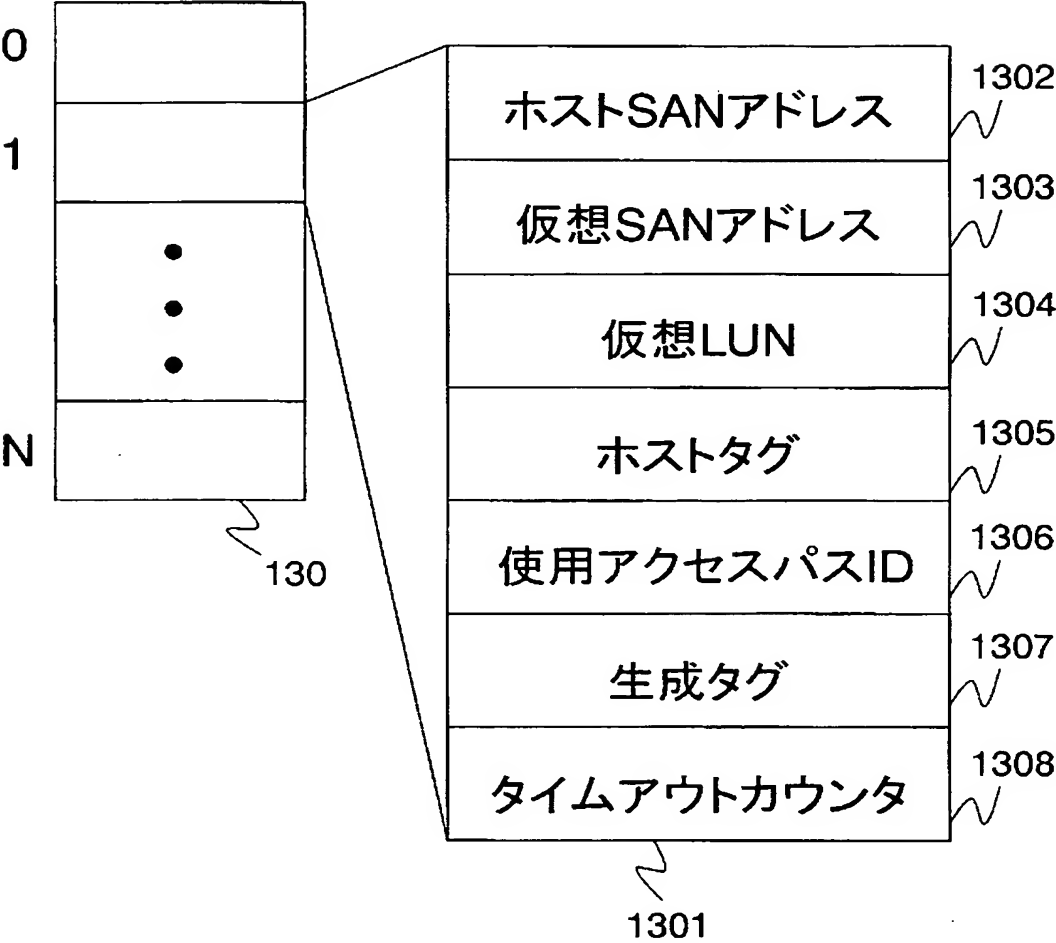 0
1
N
130
ホストSANアドレス
1302
仮想SANアドレス
1303
仮想LUN
1304
ホストタグ
1305
使用アクセスパスID
1306
生成タグ
1307
タイムアウトカウンタ
1308
1301